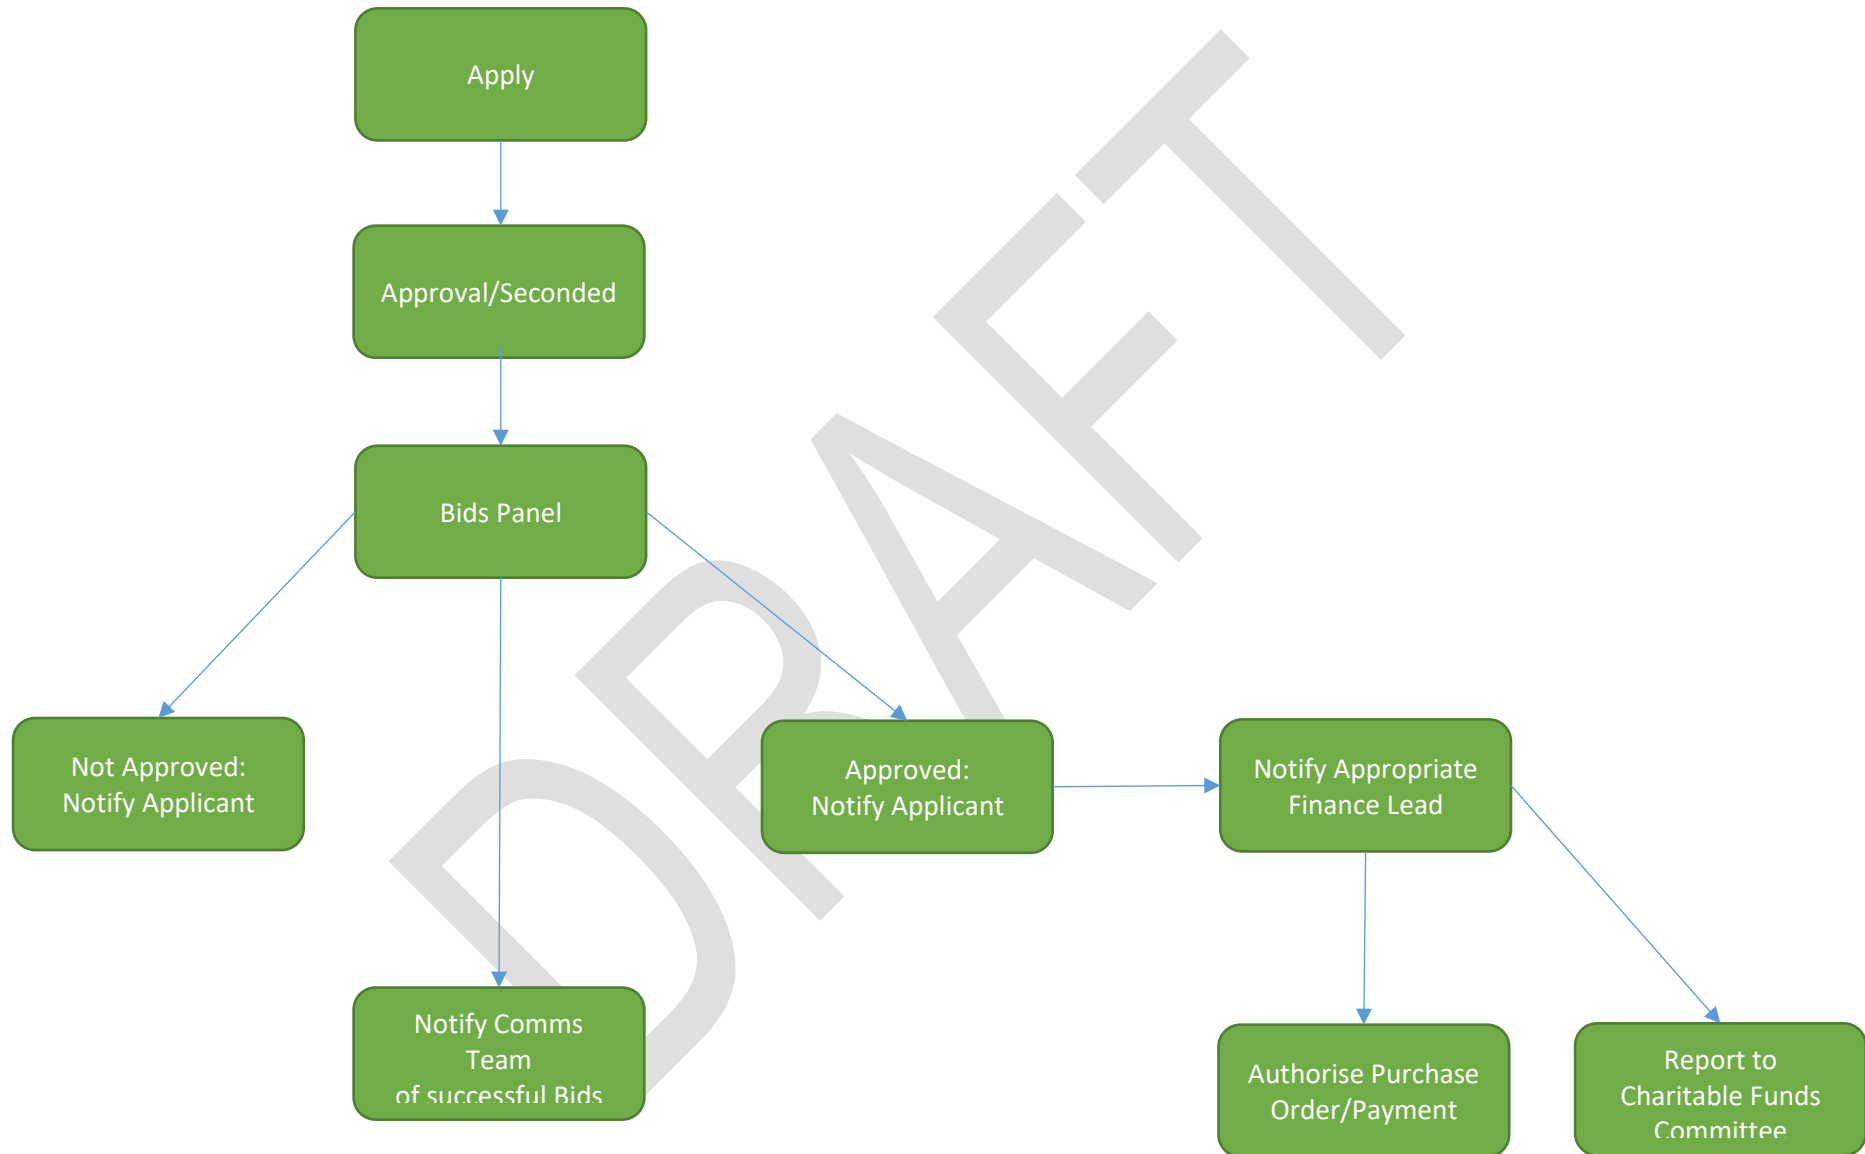 Apply
Approval/Seconded
Bids Panel
Not Approved:
Notify Applicant
Approved:
Notify Applicant
Notify Appropriate
Finance Lead
Notify Comms
Team
of successful Bids
Authorise Purchase
Order/Payment
Report to
Charitable Funds
Committee
DRAFT